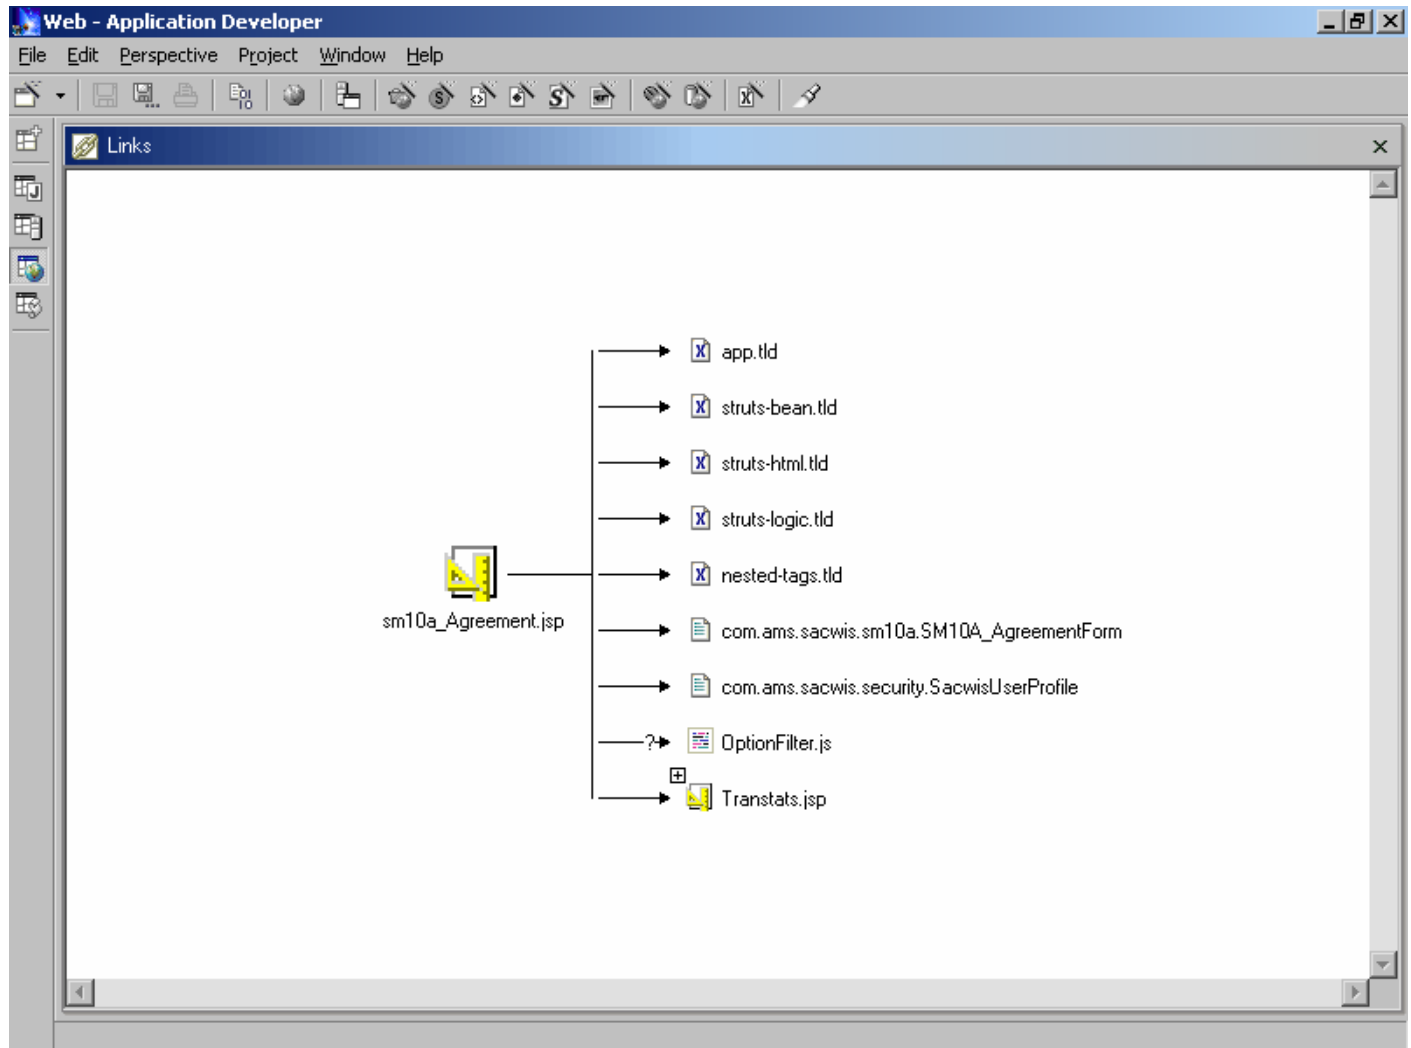 Web - Application Developer
File Edit Perspective Project Window Help
Links
app.tld
struts-bean.tld
struts-html.tld
struts-logic.tld
nested-tags.tld
sm10a_Agreement.jsp
com.ams.sacwis.sm10a.SM10A_AgreementForm
com.ams.sacwis.security.SacwisUserProfile
? OptionFilter.js
Transtats.jsp